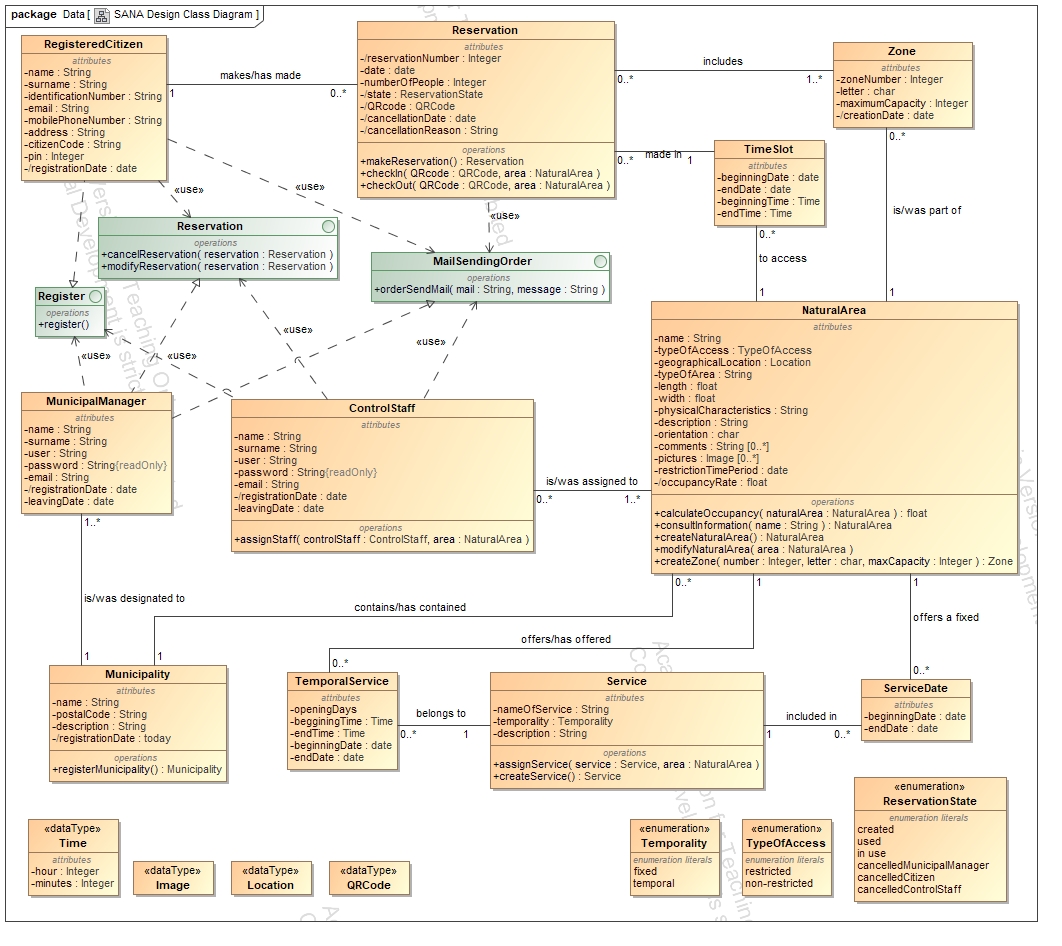 package Data[ SANA Design Class Diagram ]
RegisteredCitizen
attributes
-name : String
-surname : String
-identificationNumber : String
-email : String
-mobilePhoneNumber : String
-address : String
-citizenCode : String
-pin : Integer
-/registrationDate : date
makes/has made
1
0..*
Reservation
attributes
-/reservationNumber : Integer
-date : date
-numberOfPeople : Integer
-/state : ReservationState
-/QRcode : QRCode
-/cancellationDate : date
-/cancellationReason : String
operations
+makeReservation() : Reservation
+checkIn( QRcode : QRCode, area : NaturalArea )
+checkOut( QRCode : QRCode, area : NaturalArea )
includes
0..*
1..*
Zone
attributes
-zoneNumber : Integer
-letter : char
-maximumCapacity : Integer
-/creationDate : date
0..*
made in
1
TimeSlot
attributes
-beginningDate : date
-endDate : date
-beginningTime : Time
-endTime : Time
0..*
to access
1
0..*
is/was part of
1
«use»
«use»
«use»
Reservation
operations
+cancelReservation( reservation : Reservation )
+modifyReservation( reservation : Reservation )
MailSendingOrder
operations
+orderSendMail( mail : String, message : String )
Register
operations
+register()
«use»
«use»
«use»
«use»
MunicipalManager
attributes
-name : String
-surname : String
-user : String
-password : String{readOnly}
-email : String
-/registrationDate : date
-leavingDate : date
ControlStaff
attributes
-name : String
-surname : String
-user : String
-password : String{readOnly}
-email : String
-/registrationDate : date
-leavingDate : date
operations
+assignStaff( controlStaff : ControlStaff, area : NaturalArea )
is/was assigned to
0..*
1..*
NaturalArea
attributes
-name : String
-typeOfAccess : TypeOfAccess
-geographicalLocation : Location
-typeOfArea : String
-length : float
-width : float
-physicalCharacteristics : String
-description : String
-orientation : char
-comments : String [0..*]
-pictures : Image [0..*]
-restrictionTimePeriod : date
-/occupancyRate : float
operations
+calculateOccupancy( naturalArea : NaturalArea ) : float
+consultInformation( name : String ) : NaturalArea
+createNaturalArea() : NaturalArea
+modifyNaturalArea( area : NaturalArea )
+createZone( number : Integer, letter : char, maxCapacity : Integer ) : Zone
1..*
is/was designated to
1
0..*
contains/has contained
1
1
offers/has offered
0..*
1
offers a fixed
0..*
Municipality
attributes
-name : String
-postalCode : String
-description : String
-/registrationDate : today
operations
+registerMunicipality() : Municipality
TemporalService
attributes
-openingDays
-begginingTime : Time
-endTime : Time
-beginningDate : date
-endDate : date
belongs to
0..*
1
Service
attributes
-nameOfService : String
-temporality : Temporality
-description : String
operations
+assignService( service : Service, area : NaturalArea )
+createService() : Service
included in
1
0..*
ServiceDate
attributes
-beginningDate : date
-endDate : date
«dataType»
Time
attributes
-hour : Integer
-minutes : Integer
«dataType»
Image
«dataType»
Location
«dataType»
QRCode
«enumeration»
Temporality
enumeration literals
fixed
temporal
«enumeration»
TypeOfAccess
enumeration literals
restricted
non-restricted
«enumeration»
ReservationState
enumeration literals
created
used
in use
cancelledMunicipalManager
cancelledCitizen
cancelledControlStaff